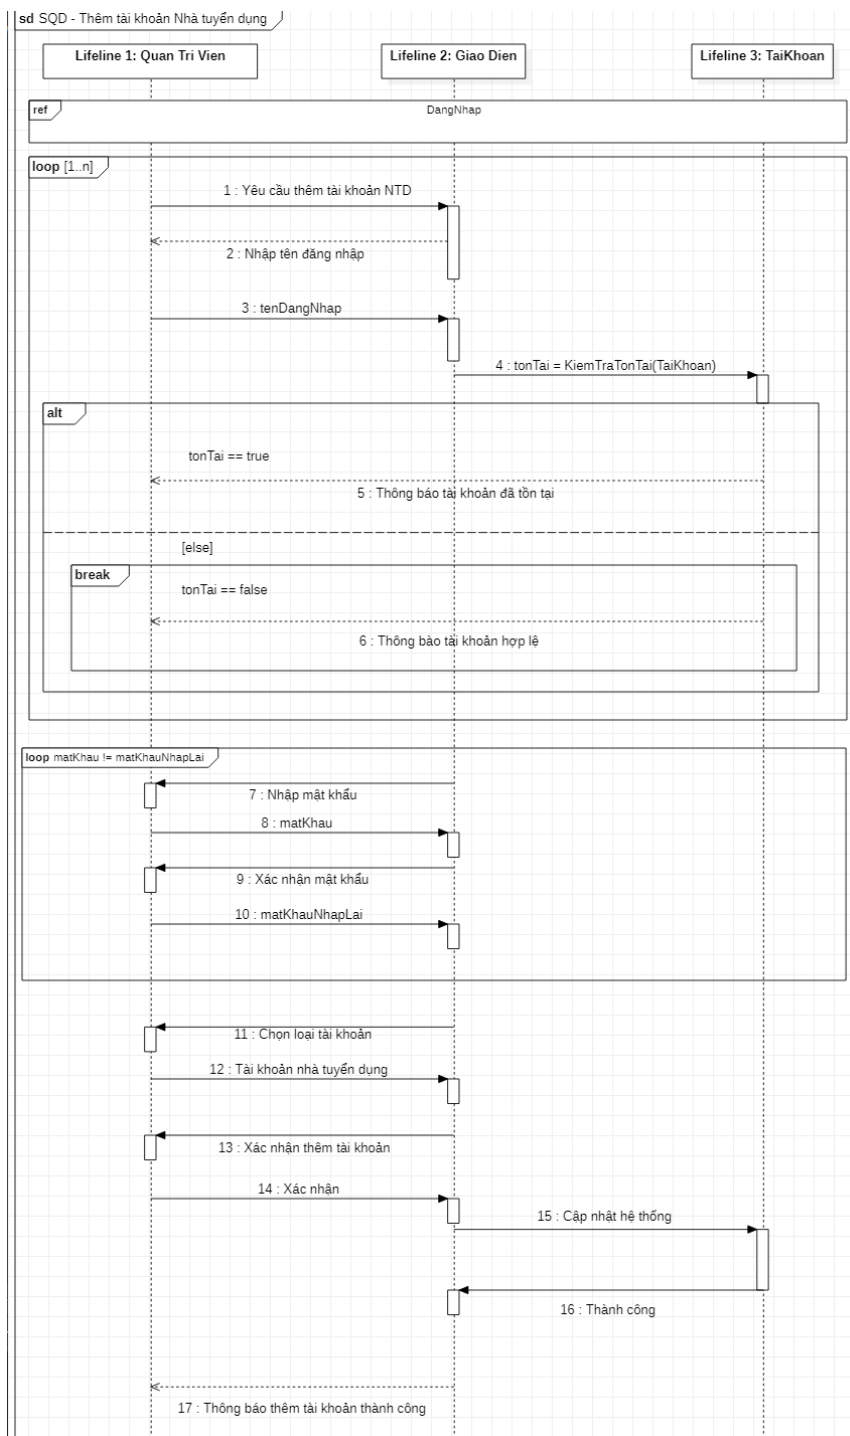 sd SQD - Thêm tài khoản Nhà tuyển dụng
Lifeline 1: Quan Tri Vien
Lifeline 2: Giao Dien
Lifeline 3: TaiKhoan
ref
DangNhap
loop [1..n]
1 : Yêu cầu thêm tài khoản NTD
2 : Nhập tên đăng nhập
3 : tenDangNhap
4 : tonTai = KiemTraTonTai(TaiKhoan)
alt
tonTai == true
5 : Thông báo tài khoản đã tồn tại
[else]
break
tonTai == false
6 : Thông bào tài khoản hợp lệ
loop matKhau != matKhauNhapLai
7 : Nhập mật khẩu
8 : matKhau
9 : Xác nhận mật khẩu
10 : matKhauNhapLai
11 : Chọn loại tài khoản
12 : Tài khoản nhà tuyển dụng
13 : Xác nhận thêm tài khoản
14 : Xác nhận
15 : Cập nhật hệ thống
16 : Thành công
17 : Thông báo thêm tài khoản thành công